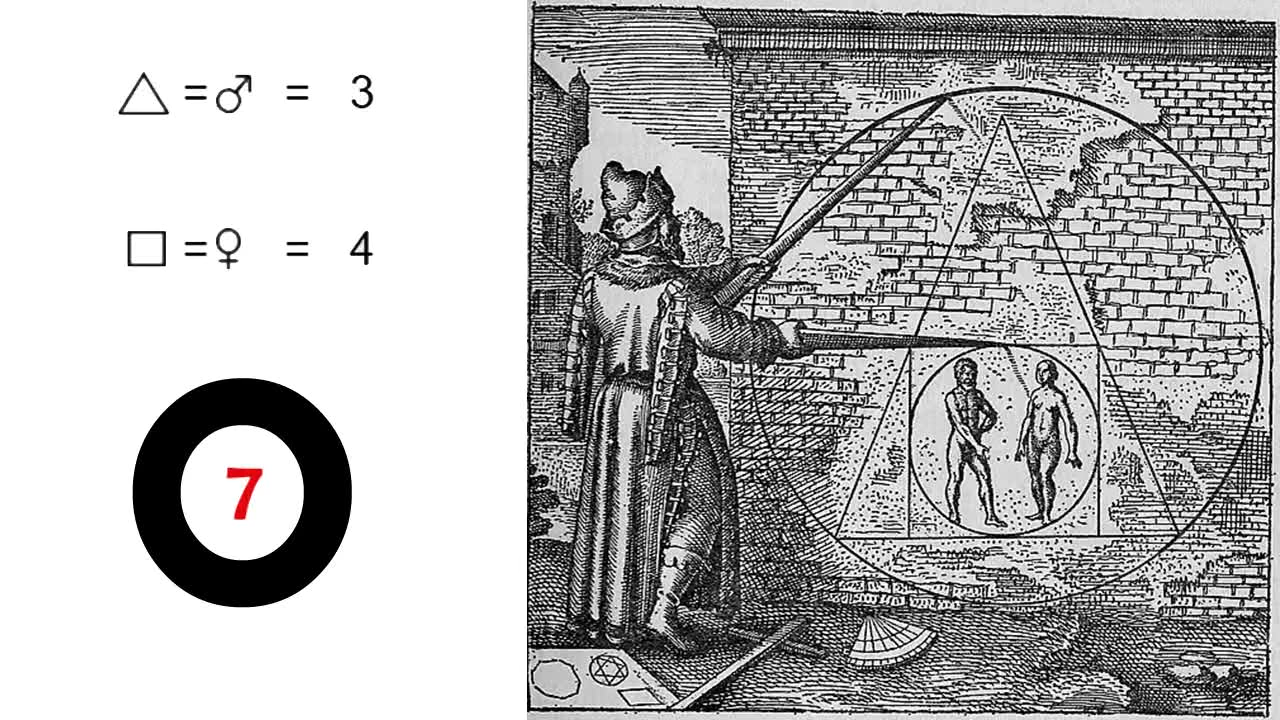 △ =♂ = 3
□ =♀ = 4
7